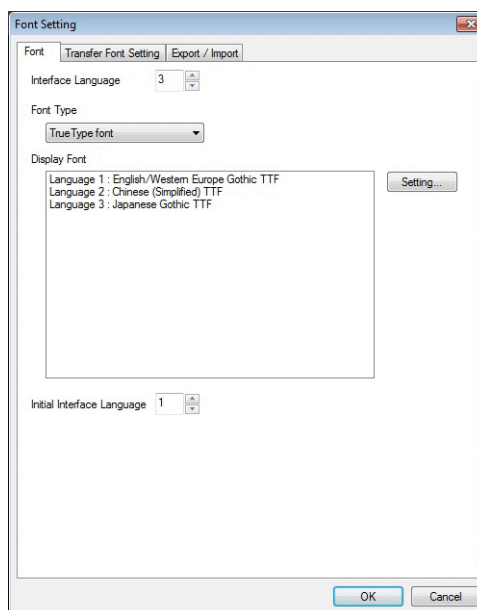 Font Setting
Font
Transfer Font Setting
Export / Import
Interface Language 3
Font Type
TrueType font
Display Font
Language 1 : English/Western Europe Gothic TTF
Language 2 : Chinese (Simplified) TTF
Language 3 : Japanese Gothic TTF
Setting...
Initial Interface Language 1
OK
Cancel